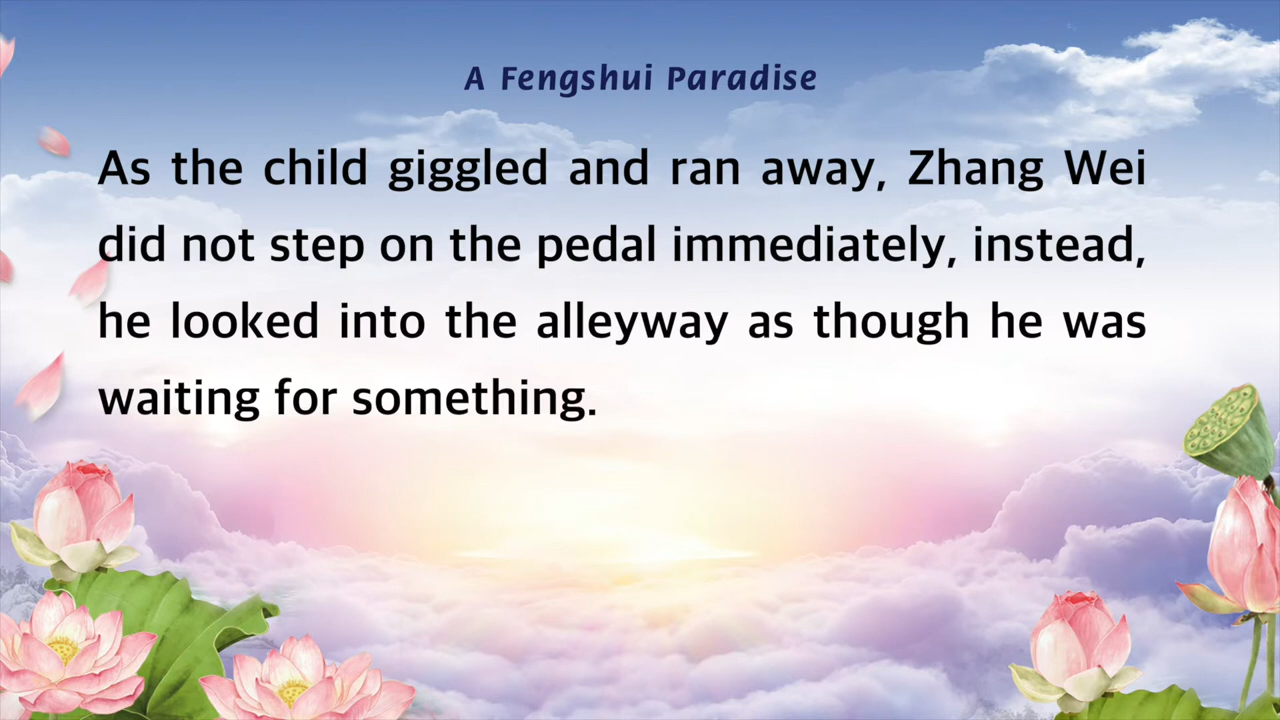 A Fengshui Paradise
As the child giggled and ran away, Zhang Wei
did not step on the pedal immediately, instead,
he looked into the alleyway as though he was
waiting for something.